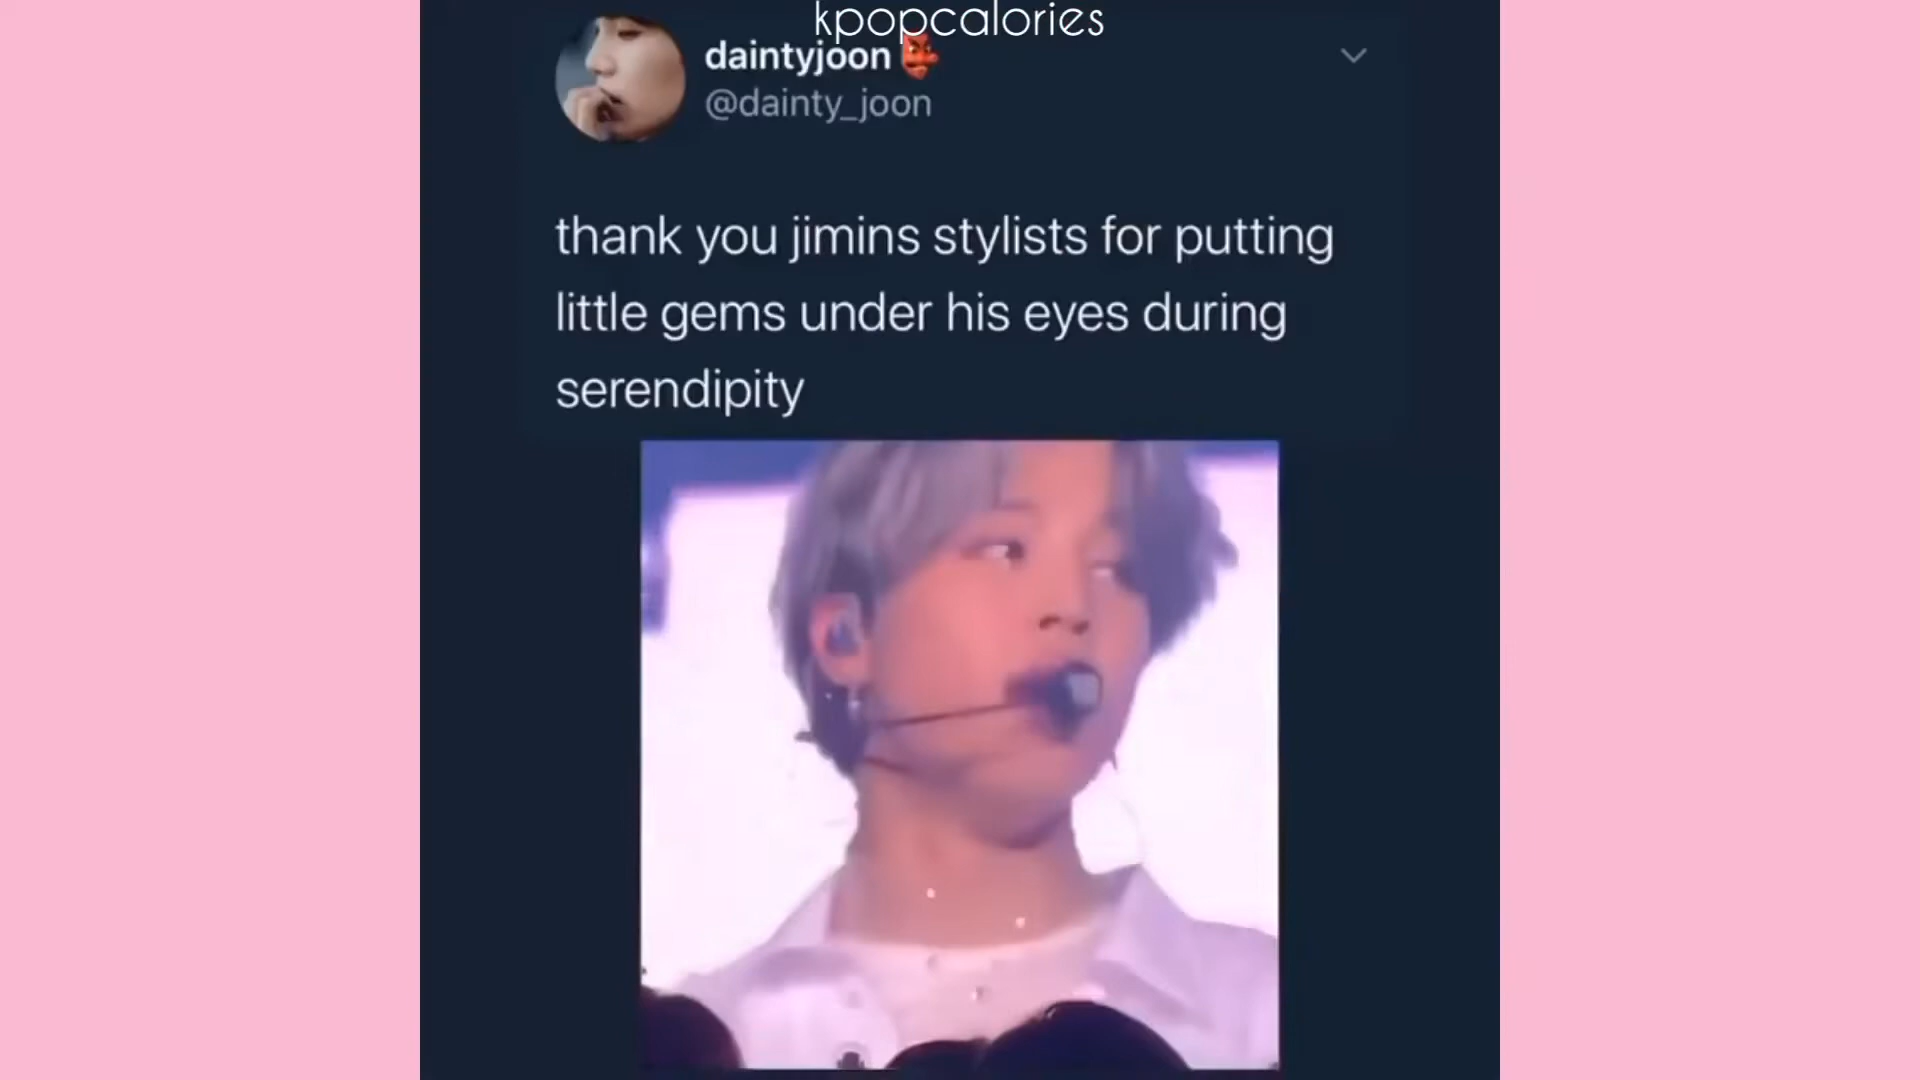 kpopcalories
daintyjoon👺
@dainty_joon
thank you jimins stylists for putting
little gems under his eyes during
serendipity